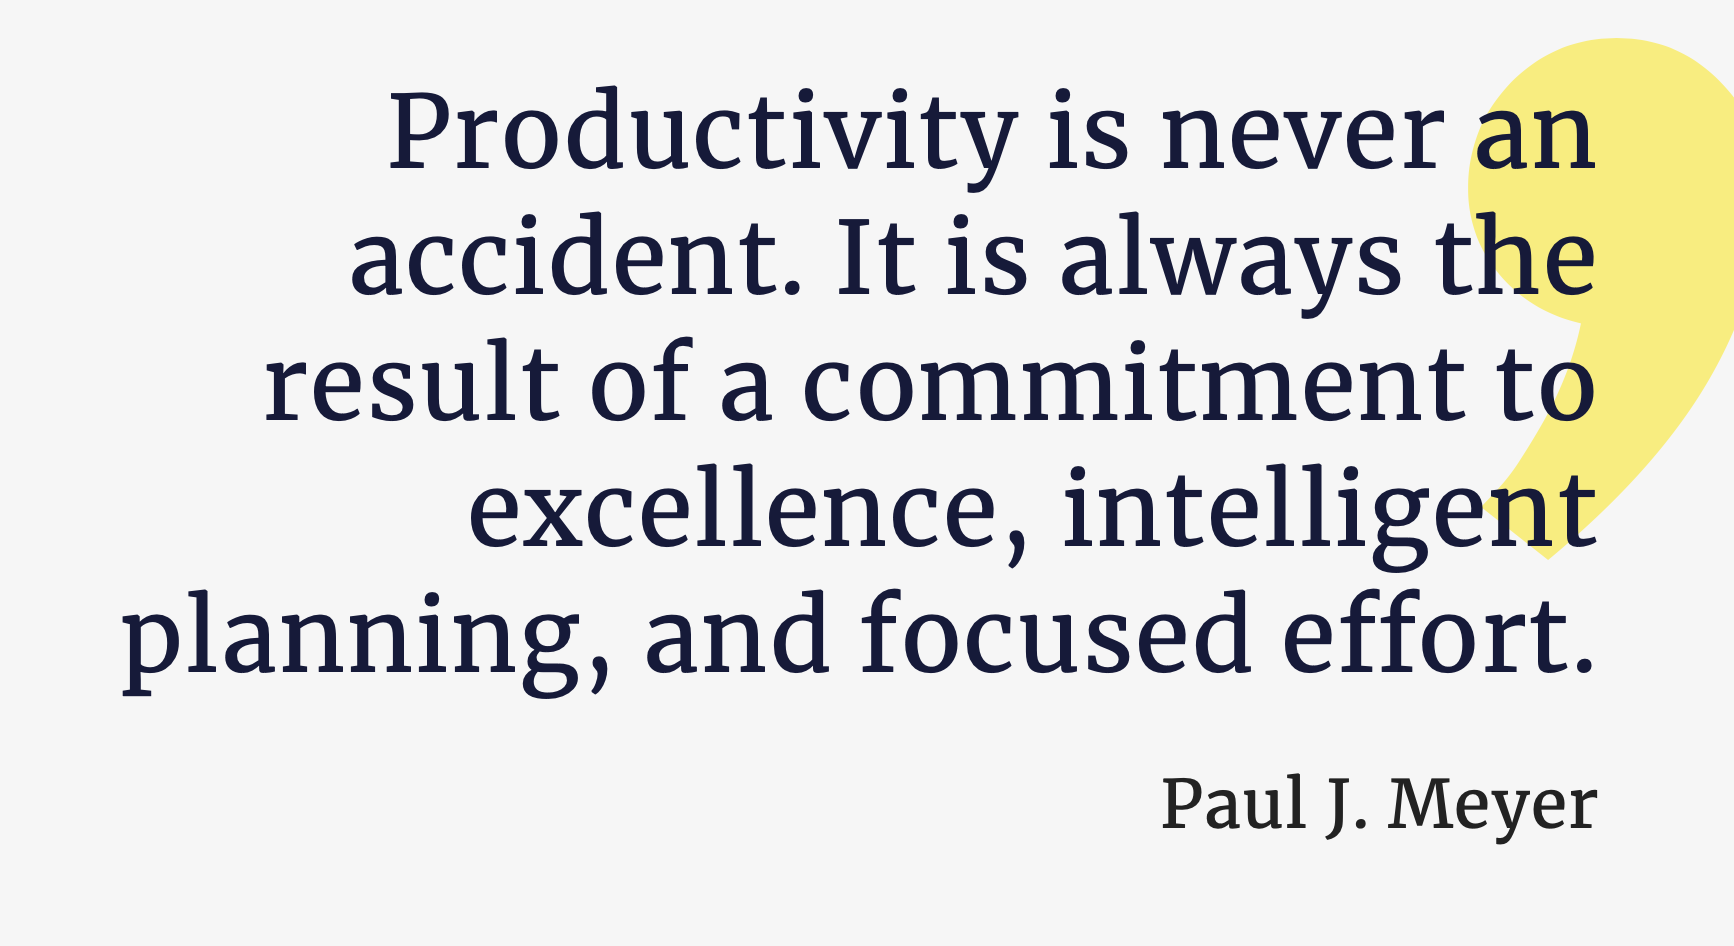 Productivity is never an
accident. It is always the
result of a commitment to
excellence, intelligent
planning, and focused effort.
Paul J. Meyer